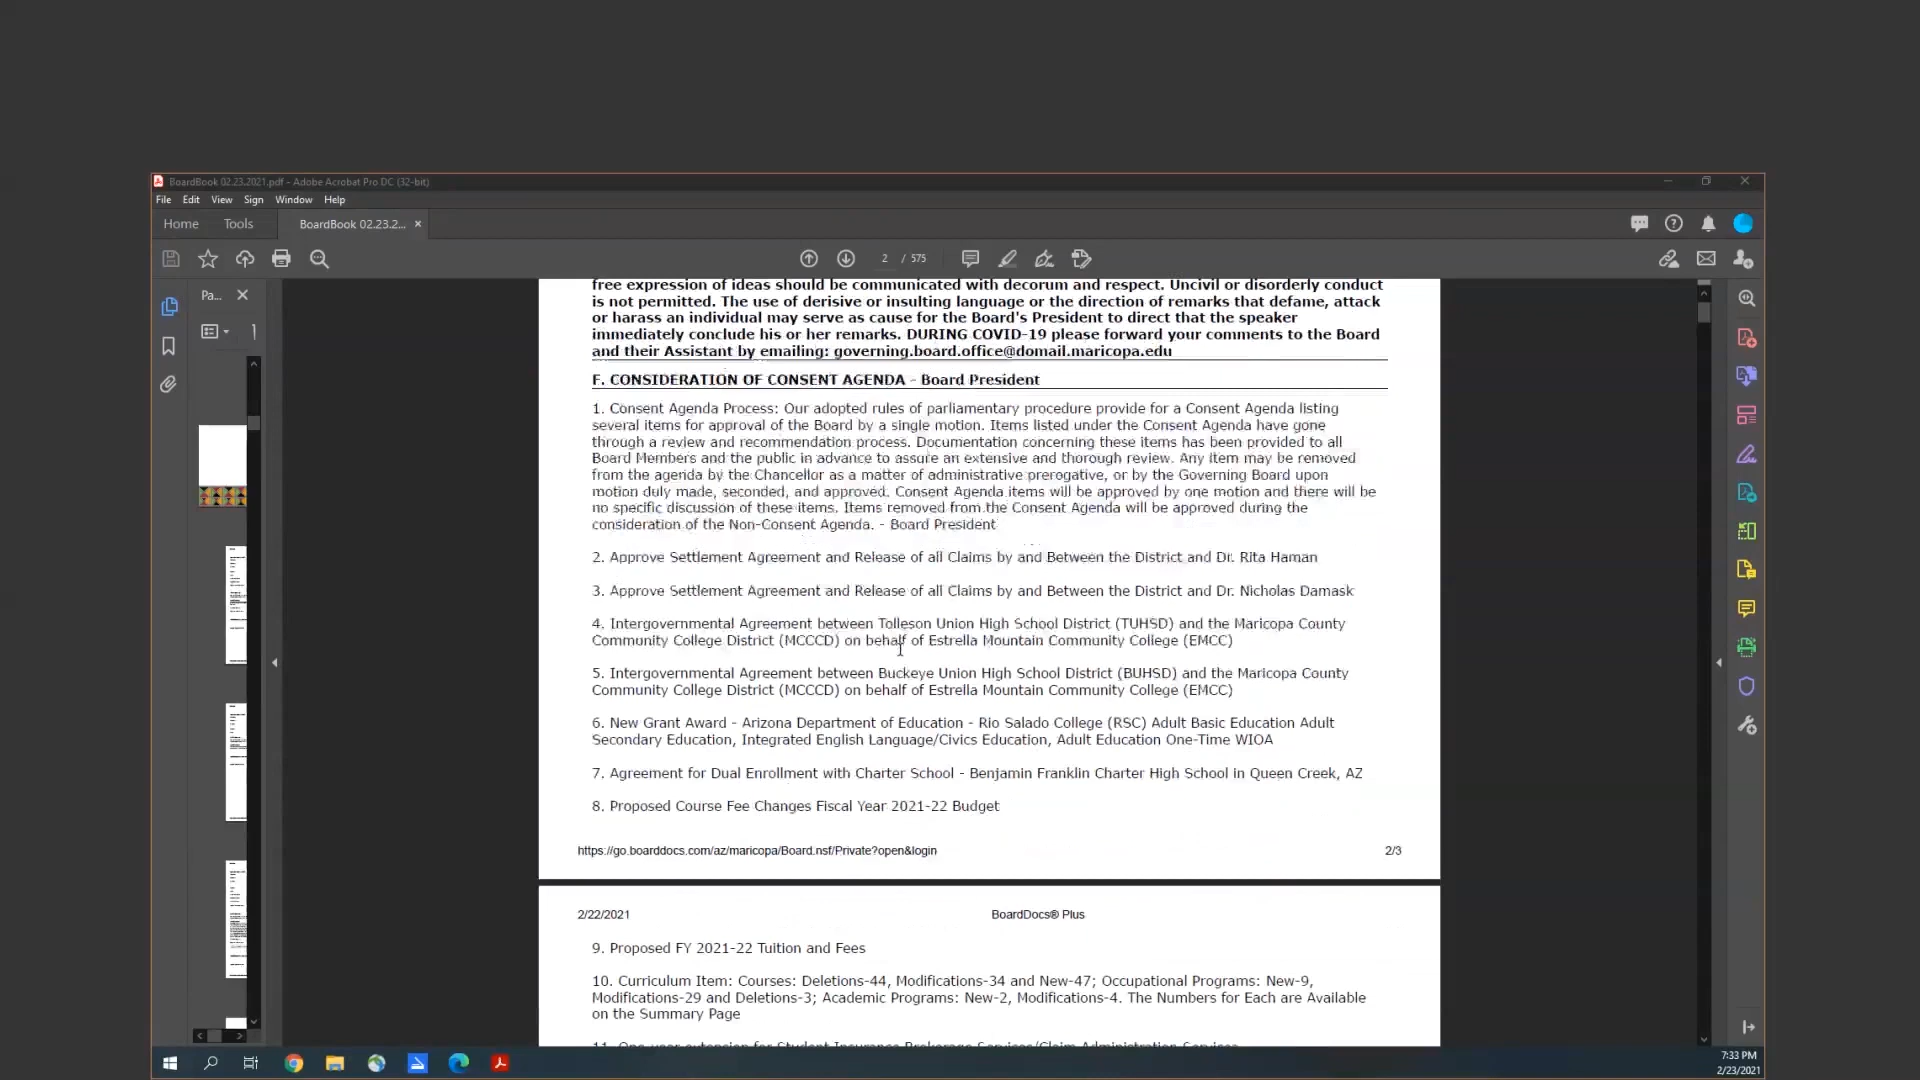 BoardBook 02.23.2021.pdf - Adobe Acrobat Pro DC (32-bit)
File Edit View Sign Window Help
Home Tools BoardBook 02.23.2... ×
2 / 575
Pa...
free expression of ideas should be communicated with decorum and respect. Uncivil or disorderly conduct
is not permitted. The use of derisive or insulting language or the direction of remarks that defame, attack
or harass an individual may serve as cause for the Board's President to direct that the speaker
immediately conclude his or her remarks. DURING COVID-19 please forward your comments to the Board
and their Assistant by emailing: governing.board.office@domail.maricopa.edu
F. CONSIDERATION OF CONSENT AGENDA - Board President
1. Consent Agenda Process: Our adopted rules of parliamentary procedure provide for a Consent Agenda listing
several items for approval of the Board by a single motion. Items listed under the Consent Agenda have gone
through a review and recommendation process. Documentation concerning these items has been provided to all
Board Members and the public in advance to assure an extensive and thorough review. Any item may be removed
from the agenda by the Chancellor as a matter of administrative prerogative, or by the Governing Board upon
motion duly made, seconded, and approved. Consent Agenda items will be approved by one motion and there will be
no specific discussion of these items. Items removed from the Consent Agenda will be approved during the
consideration of the Non-Consent Agenda. - Board President
2. Approve Settlement Agreement and Release of all Claims by and Between the District and Dr. Rita Haman
3. Approve Settlement Agreement and Release of all Claims by and Between the District and Dr. Nicholas Damask
4. Intergovernmental Agreement between Tolleson Union High School District (TUHSD) and the Maricopa County
Community College District (MCCCD) on behalf of Estrella Mountain Community College (EMCC)
5. Intergovernmental Agreement between Buckeye Union High School District (BUHSD) and the Maricopa County
Community College District (MCCCD) on behalf of Estrella Mountain Community College (EMCC)
6. New Grant Award - Arizona Department of Education - Rio Salado College (RSC) Adult Basic Education Adult
Secondary Education, Integrated English Language/Civics Education, Adult Education One-Time WIOA
7. Agreement for Dual Enrollment with Charter School - Benjamin Franklin Charter High School in Queen Creek, AZ
8. Proposed Course Fee Changes Fiscal Year 2021-22 Budget
https://go.boarddocs.com/az/maricopa/Board.nsf/Private?open&login 2/3
2/22/2021 BoardDocs® Plus
9. Proposed FY 2021-22 Tuition and Fees
10. Curriculum Item: Courses: Deletions-44, Modifications-34 and New-47; Occupational Programs: New-9,
Modifications-29 and Deletions-3; Academic Programs: New-2, Modifications-4. The Numbers for Each are Available
on the Summary Page
11. One-year extension for Student Insurance Brokerage Services/Claim Administration Services
7:33 PM
2/23/2021